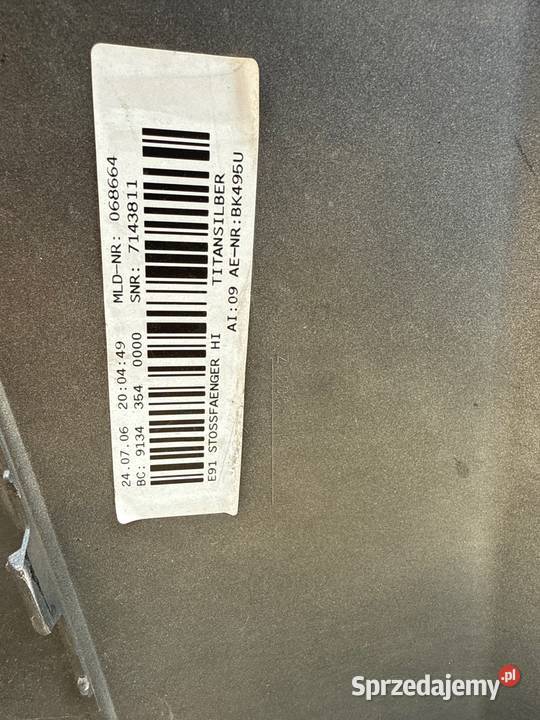 24.07.06 20:04:49 MLD-NR: 068664
BC: 9134 354 0000 SNR: 7143811
E91 STOSSFAENGER HI TITANSILBER
AI:09 AE-NR:BK495U
Sprzedajemy.pl